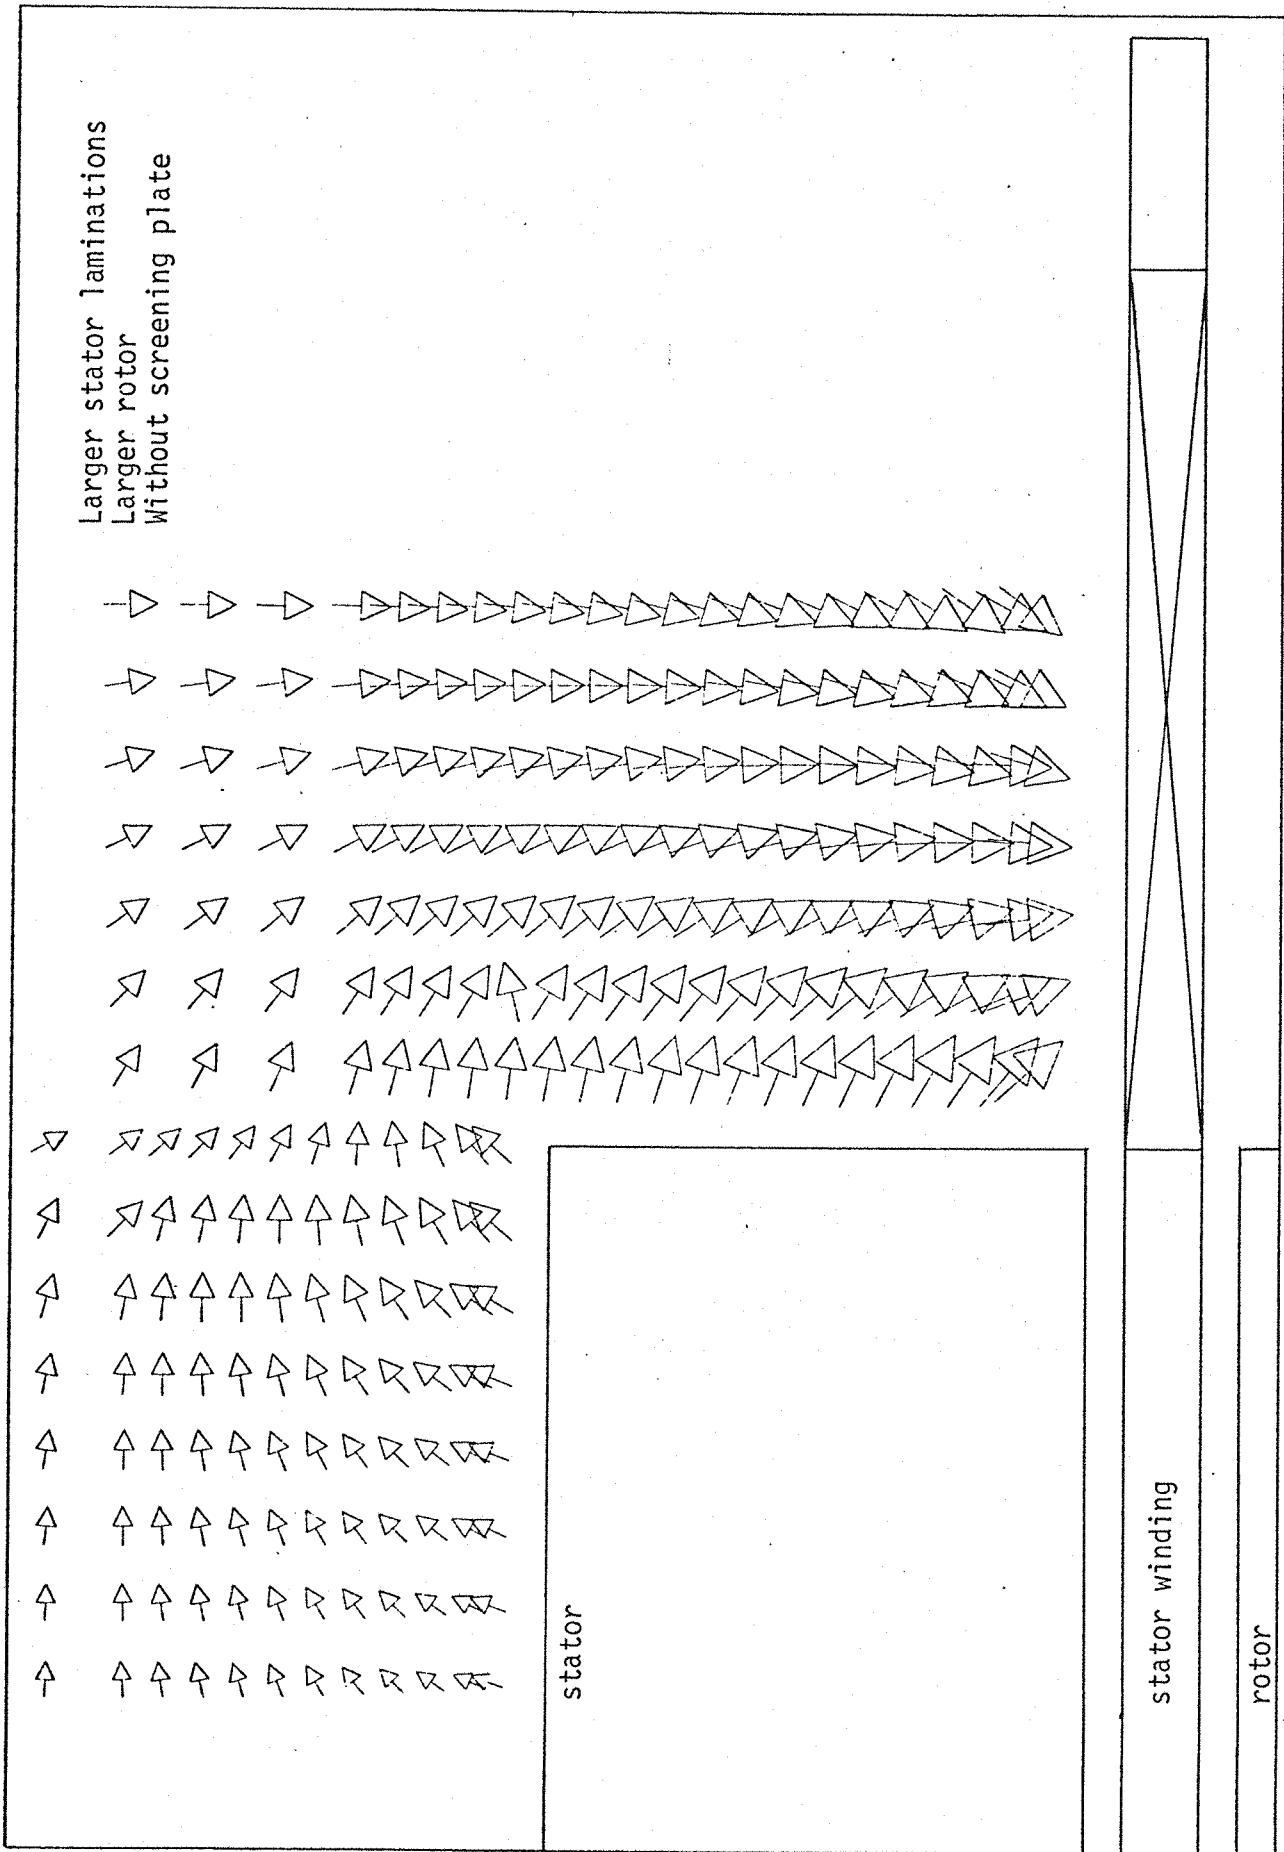 Larger stator laminations
Larger rotor
Without screening plate
stator
stator winding
rotor